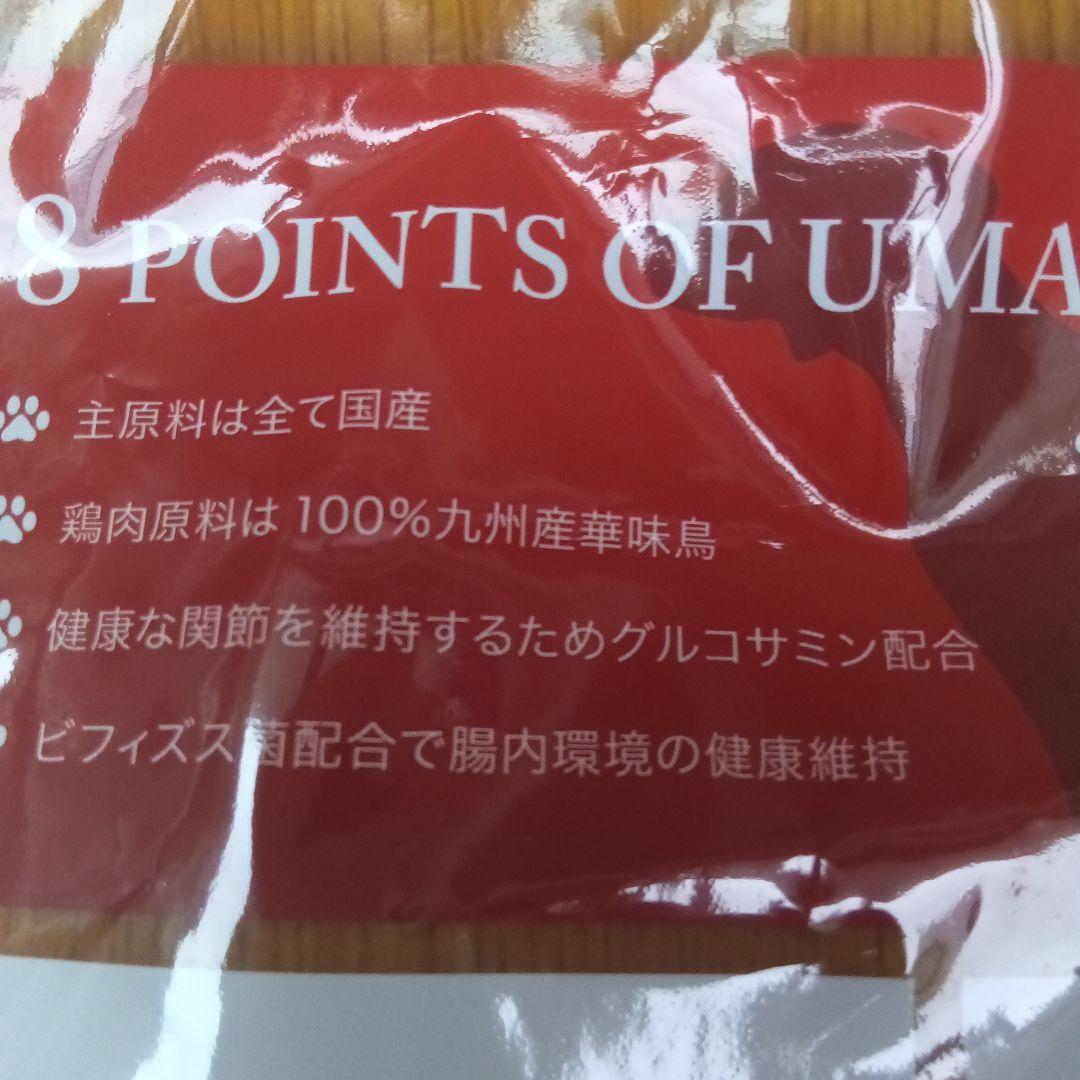 8 POINTS OF UMA
主原料は全て国産
鶏肉原料は 100%九州産華味鳥
健康な関節を維持するためグルコサミン配合
ビフィズス菌配合で腸内環境の健康維持